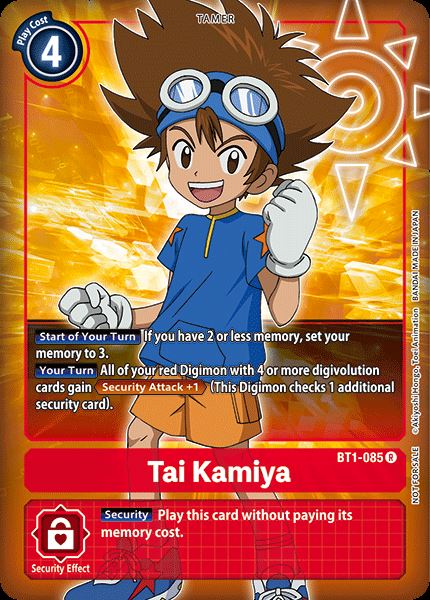 TAMER
Play Cost
4
Start of Your Turn If you have 2 or less memory, set your
memory to 3.
Your Turn All of your red Digimon with 4 or more digivolution
cards gain Security Attack +1 (This Digimon checks 1 additional
security card).
BT1-085 R
Tai Kamiya
Security Play this card without paying its
memory cost.
Security Effect
NOT FOR SALE ©Akiyoshi Hongo, Toei Animation BANDAI MADE IN JAPAN